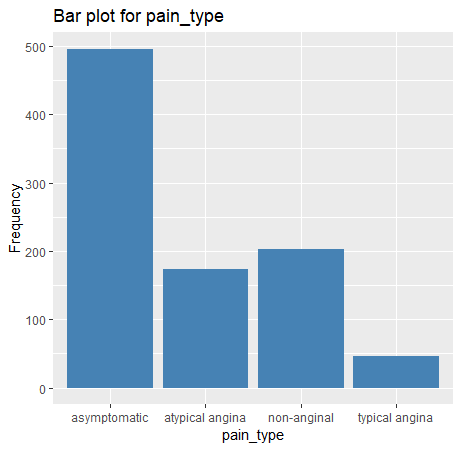 Bar plot for pain_type
Frequency
500
400
300
200
100
0
asymptomatic atypical angina non-anginal typical angina
pain_type